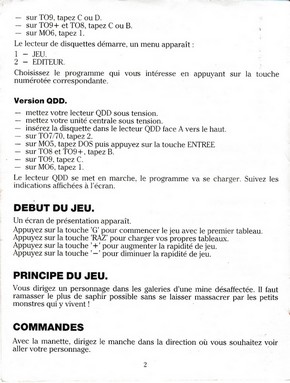 — sur TO9, tapez C ou D.
— sur TO9+ et TO8, tapez C ou B.
— sur MO6, tapez 1.
Le lecteur de disquettes démarre, un menu apparaît :
1 – JEU.
2 – EDITEUR.
Choisissez le programme qui vous intéresse en appuyant sur la touche
numérotée correspondante.
Version QDD.
— mettez votre lecteur QDD sous tension.
— mettez votre unité centrale sous tension.
— insérez la disquette dans le lecteur QDD face A vers le haut.
— sur TO7/70, tapez 2.
— sur MO5, tapez DOS puis appuyez sur la touche ENTREE
— sur TO8 et TO9+, tapez B.
— sur TO9, tapez C.
— sur MO6, tapez 1.
Le lecteur QDD se met en marche, le programme va se charger. Suivez les
indications affichées à l'écran.
DEBUT DU JEU.
Un écran de présentation apparaît.
Appuyez sur la touche 'G' pour commencer le jeu avec le premier tableau.
Appuyez sur la touche 'RAZ' pour charger vos propres tableaux.
Appuyez sur la touche '+' pour augmenter la rapidité de jeu.
Appuyez sur la touche '–' pour diminuer la rapidité de jeu.
PRINCIPE DU JEU.
Vous dirigez un personnage dans les galeries d'une mine désaffectée. Il faut
ramasser le plus de saphir possible sans se laisser massacrer par les petits
monstres qui y vivent !
COMMANDES
Avec la manette, dirigez le manche dans la direction où vous souhaitez voir
aller votre personnage.
2